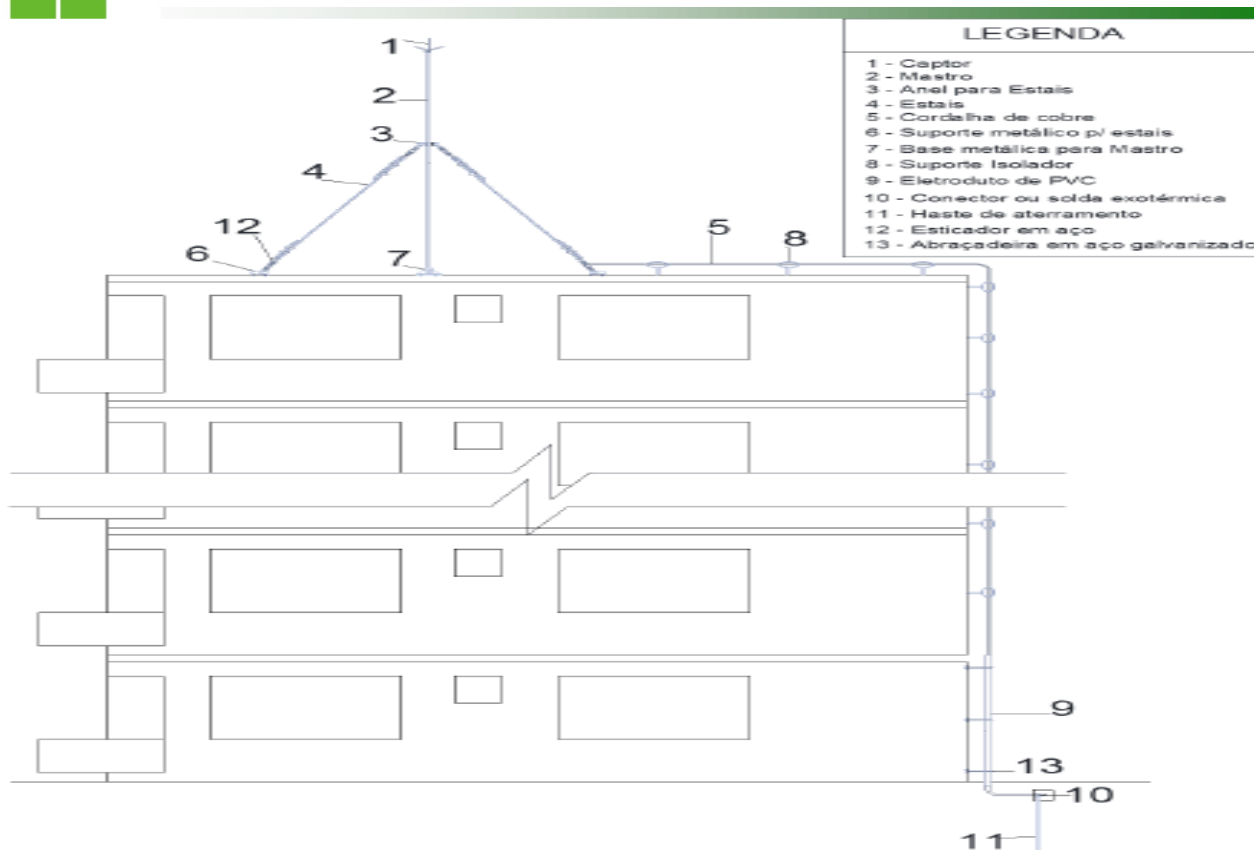 LEGENDA
1 - Captor
2 - Mastro
3 - Anel para Estais
4 - Estais
5 - Cordalha de cobre
6 - Suporte metálico p/ estais
7 - Base metálica para Mastro
8 - Suporte Isolador
9 - Eletroduto de PVC
10 - Conector ou solda exotérmica
11 - Haste de aterramento
12 - Esticador em aço
13 - Abraçadeira em aço galvanizado
1
2
3
4
12
5
6
7
8
9
13
10
11